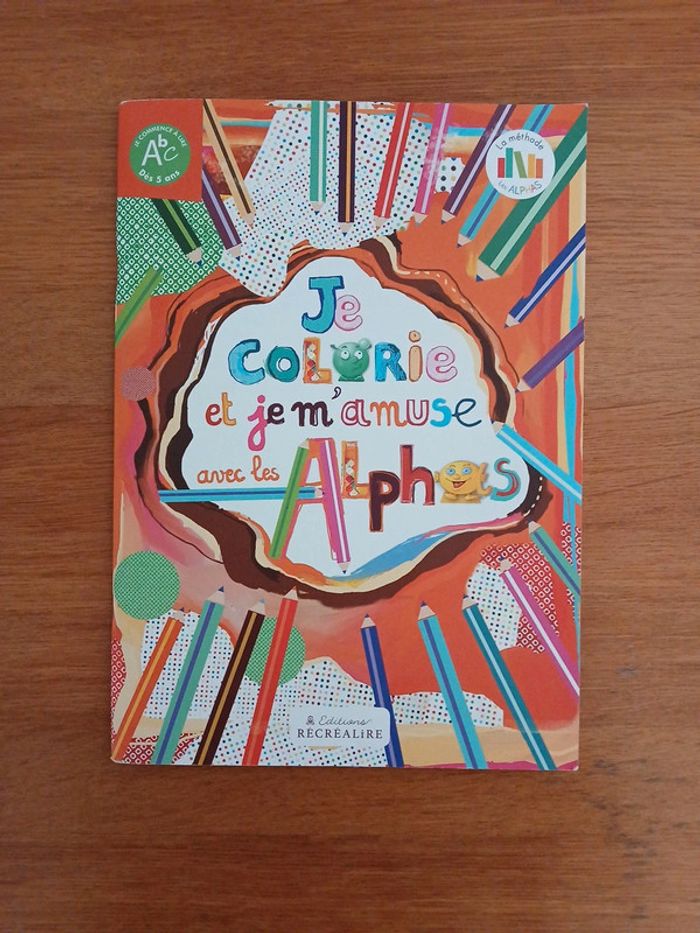 JE COMMENCE À LIRE
AbC
Dès 5 ans
La méthode
Les ALPHAS
Je
COLORie
et je m'amuse
avec les ALphas
Editions
RÉCRÉALIRE